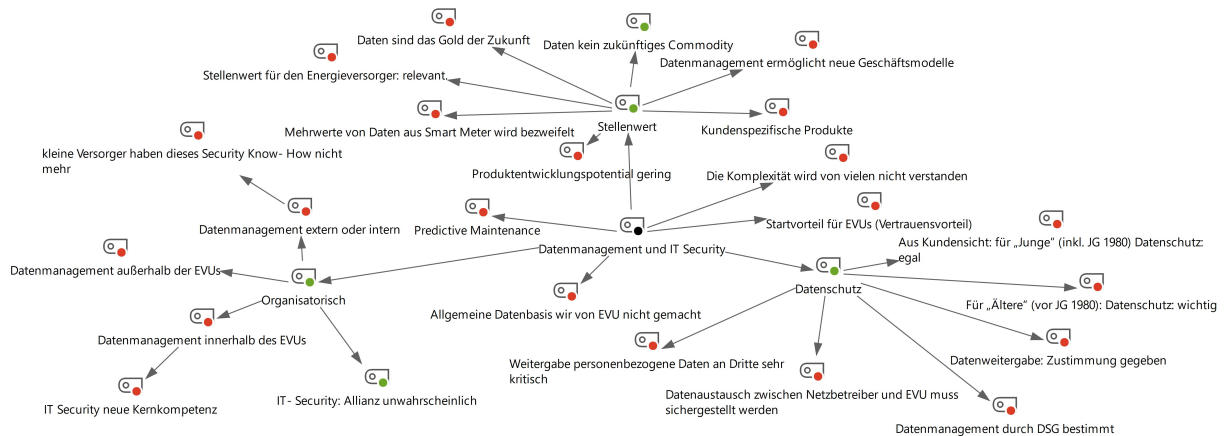 Daten sind das Gold der Zukunft
Daten kein zukünftiges Commodity
Datenmanagement ermöglicht neue Geschäftsmodelle
Stellenwert für den Energieversorger: relevant.
Mehrwerte von Daten aus Smart Meter wird bezweifelt
Stellenwert
Kundenspezifische Produkte
kleine Versorger haben dieses Security Know- How nicht
mehr
Produktentwicklungspotential gering
Die Komplexität wird von vielen nicht verstanden
Datenmanagement extern oder intern
Predictive Maintenance
Startvorteil für EVUs (Vertrauensvorteil)
Datenmanagement und IT Security
Aus Kundensicht: für „Junge“ (inkl. JG 1980) Datenschutz:
egal
Datenmanagement außerhalb der EVUs
Organisatorisch
Datenschutz
Für „Ältere“ (vor JG 1980): Datenschutz: wichtig
Allgemeine Datenbasis wir von EVU nicht gemacht
Datenmanagement innerhalb des EVUs
Weitergabe personenbezogene Daten an Dritte sehr
kritisch
Datenweitergabe: Zustimmung gegeben
IT Security neue Kernkompetenz
IT- Security: Allianz unwahrscheinlich
Datenaustausch zwischen Netzbetreiber und EVU muss
sichergestellt werden
Datenmanagement durch DSG bestimmt